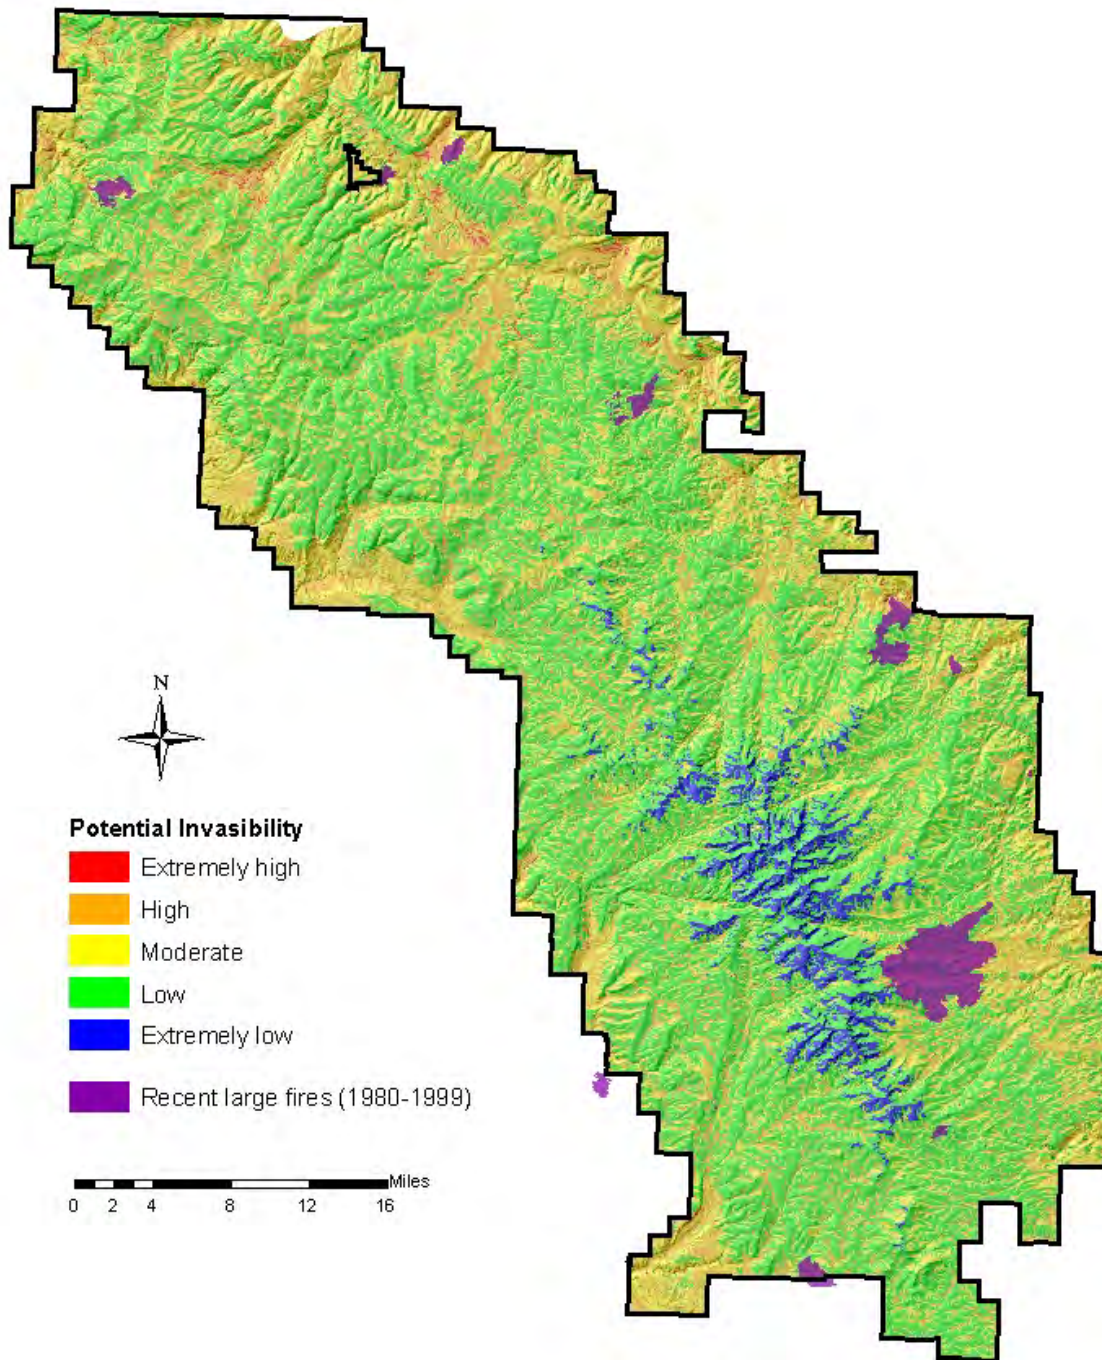 N
Potential Invasibility
Extremely high
High
Moderate
Low
Extremely low
Recent large fires (1980-1999)
Miles
0 2 4 8 12 16